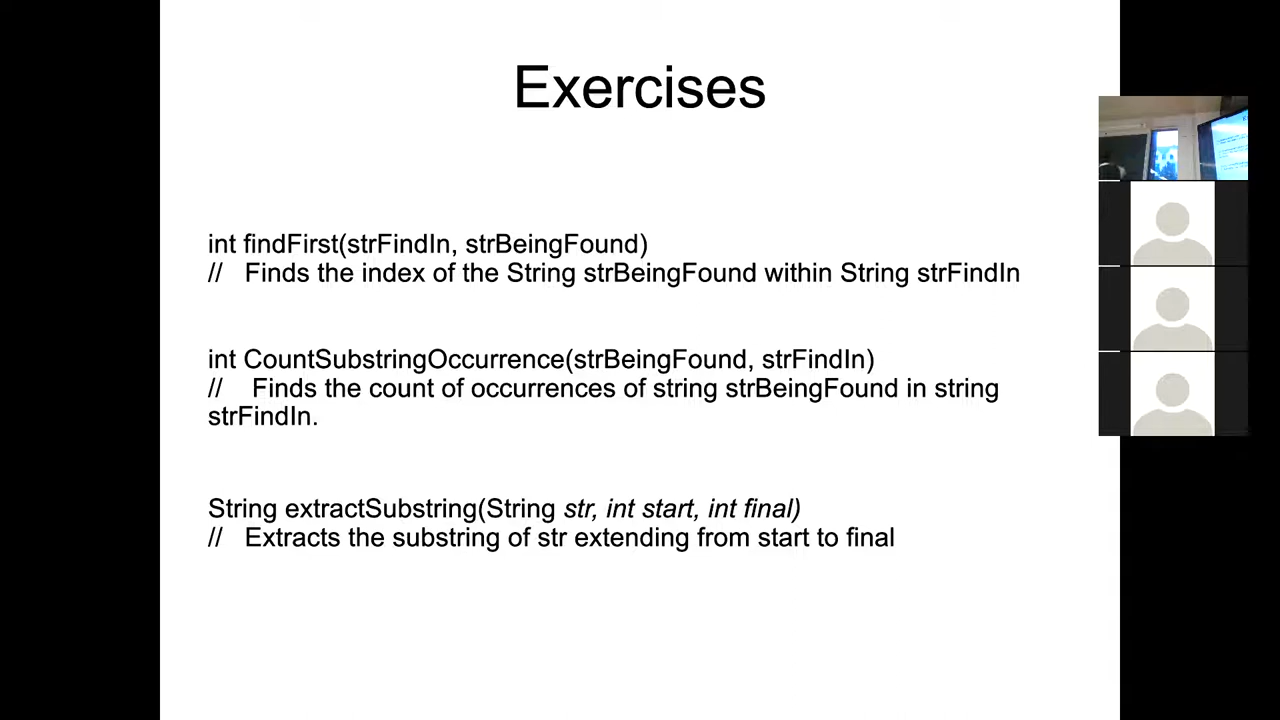 Exercises
int findFirst(strFindIn, strBeingFound)
// Finds the index of the String strBeingFound within String strFindIn
int CountSubstringOccurrence(strBeingFound, strFindIn)
// Finds the count of occurrences of string strBeingFound in string
strFindIn.
String extractSubstring(String str, int start, int final)
// Extracts the substring of str extending from start to final